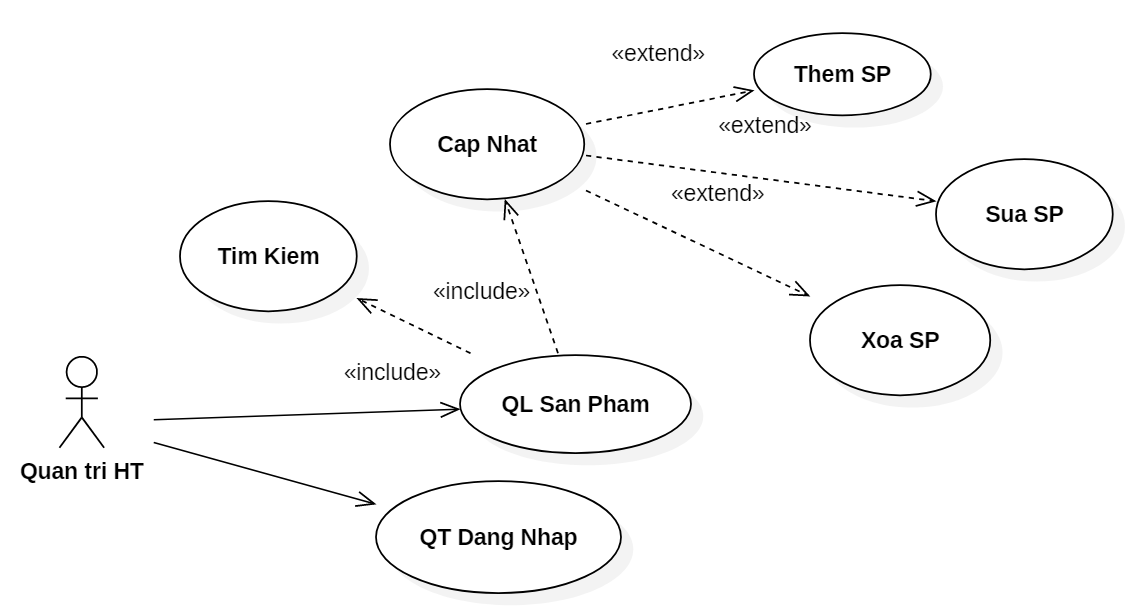 «extend»
Them SP
«extend»
Cap Nhat
«extend»
Sua SP
Tim Kiem
«include»
Xoa SP
«include»
QL San Pham
Quan tri HT
QT Dang Nhap